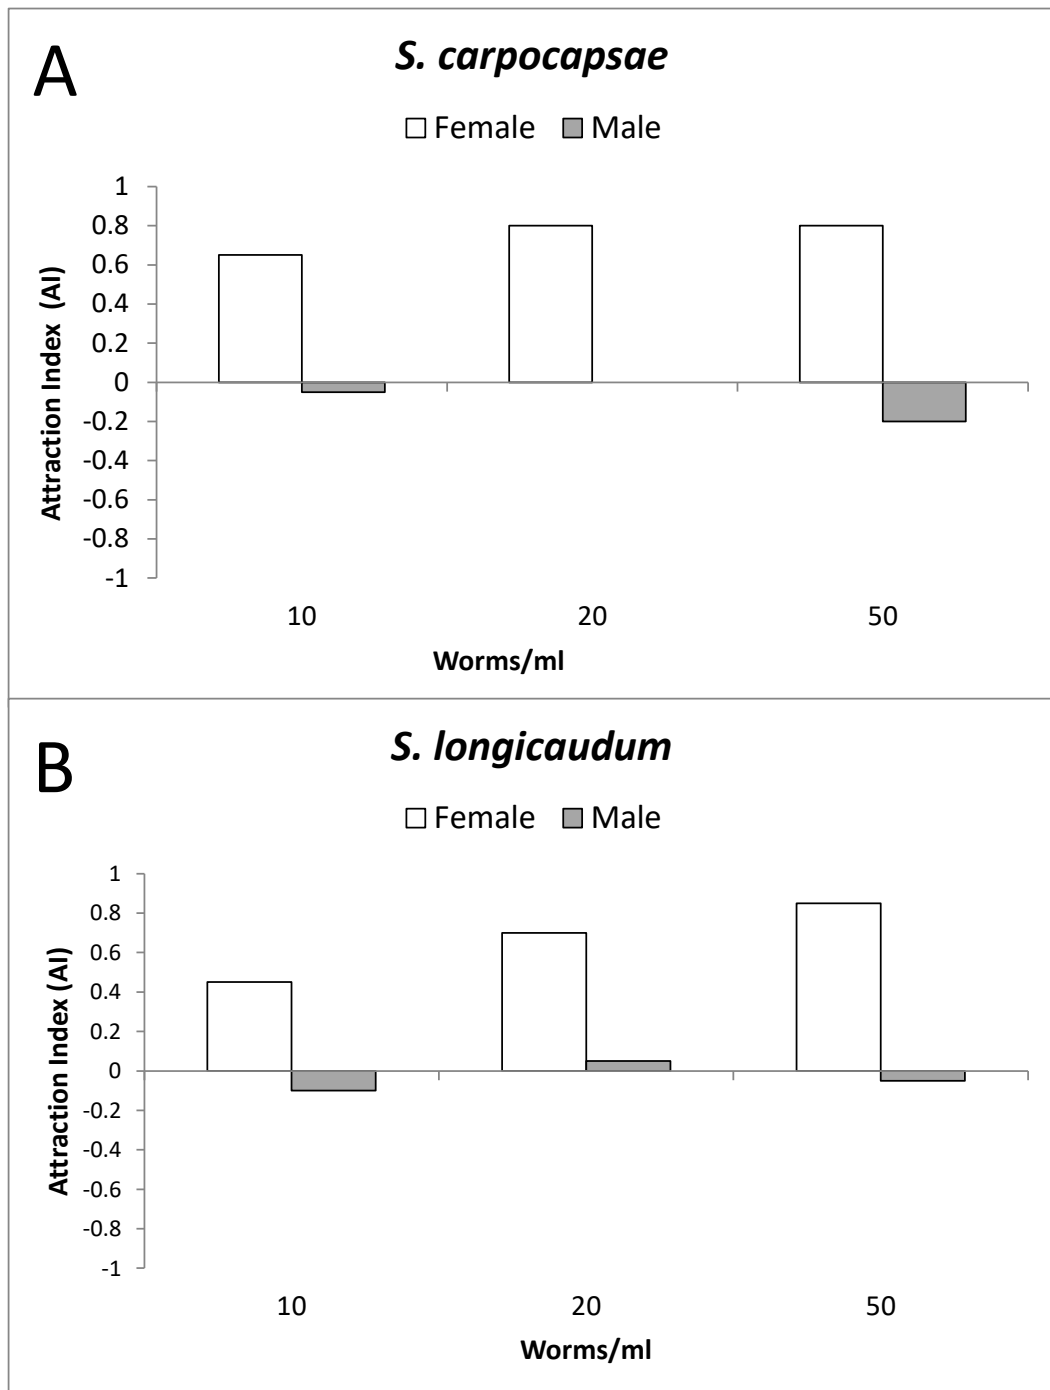 A
S. carpocapsae
Female Male
1
0.8
0.6
0.4
0.2
0
-0.2
-0.4
-0.6
-0.8
-1
Attraction Index (AI)
10 20 50
Worms/ml
B
S. longicaudum
Female Male
1
0.8
0.6
0.4
0.2
0
-0.2
-0.4
-0.6
-0.8
-1
Attraction Index (AI)
10 20 50
Worms/ml